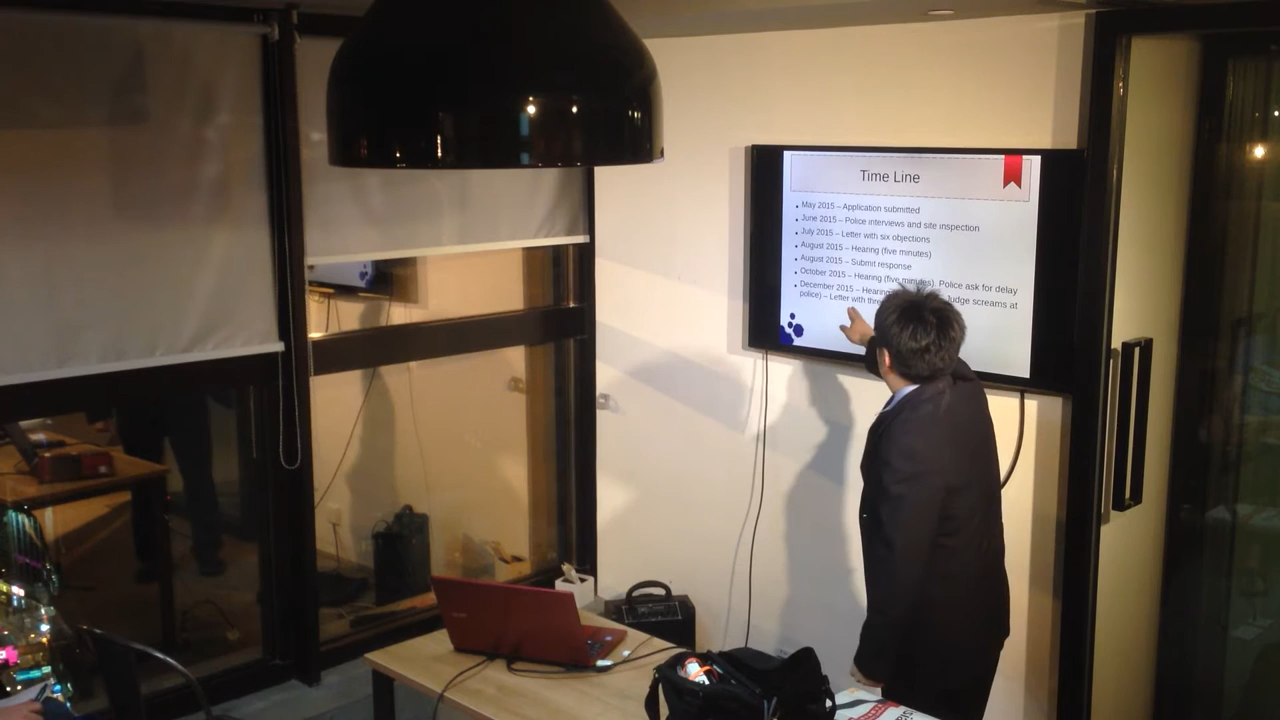 Time Line
May 2015 – Application submitted
June 2015 – Police interviews and site inspection
July 2015 – Letter with six objections
August 2015 – Hearing (five minutes)
August 2015 – Submit response
October 2015 – Hearing (five minutes). Police ask for delay
December 2015 – Hearing Judge screams at
police) – Letter with